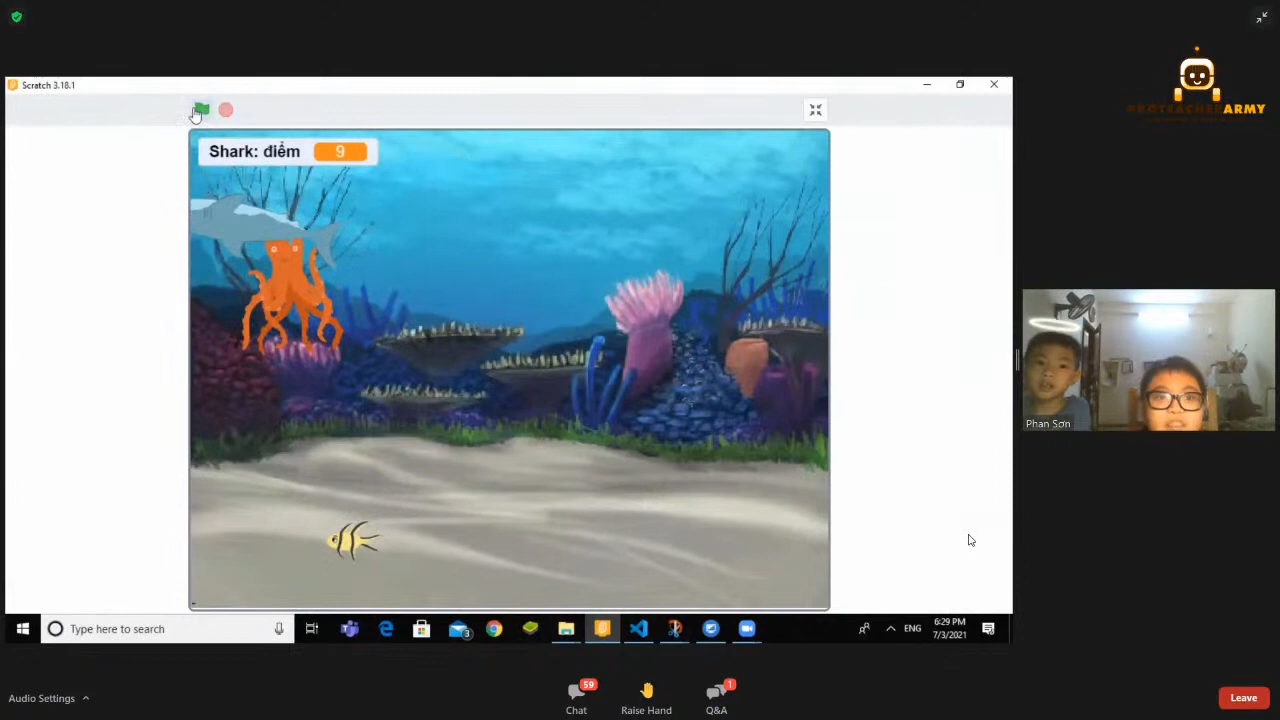 Scratch 3.18.1
Shark: điểm 9
ARMY
Phan Sơn
Type here to search
3
ENG
6:29 PM
7/3/2021
Audio Settings
59
Chat
Raise Hand
1
Q&A
Leave